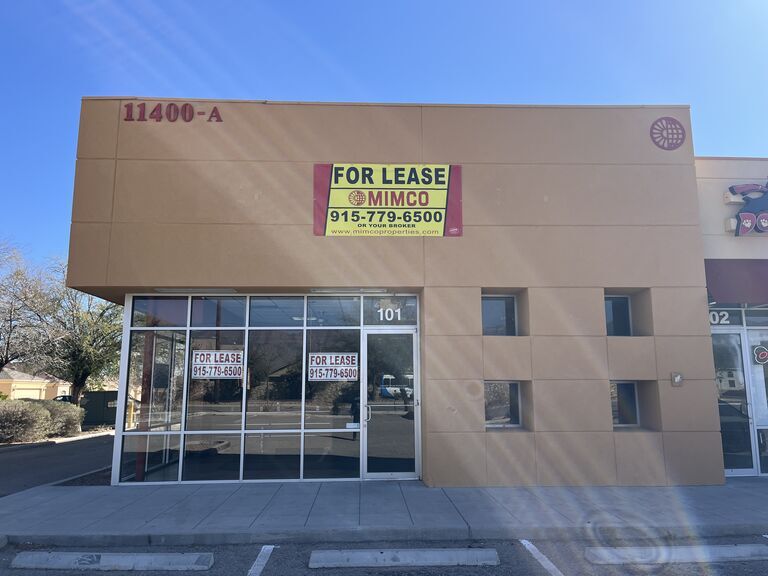 11400-A
FOR LEASE
MIMCO
915-779-6500
OR YOUR BROKER
www.mimcoproperties.com
101
FOR LEASE
915-779-6500
FOR LEASE
915-779-6500
02